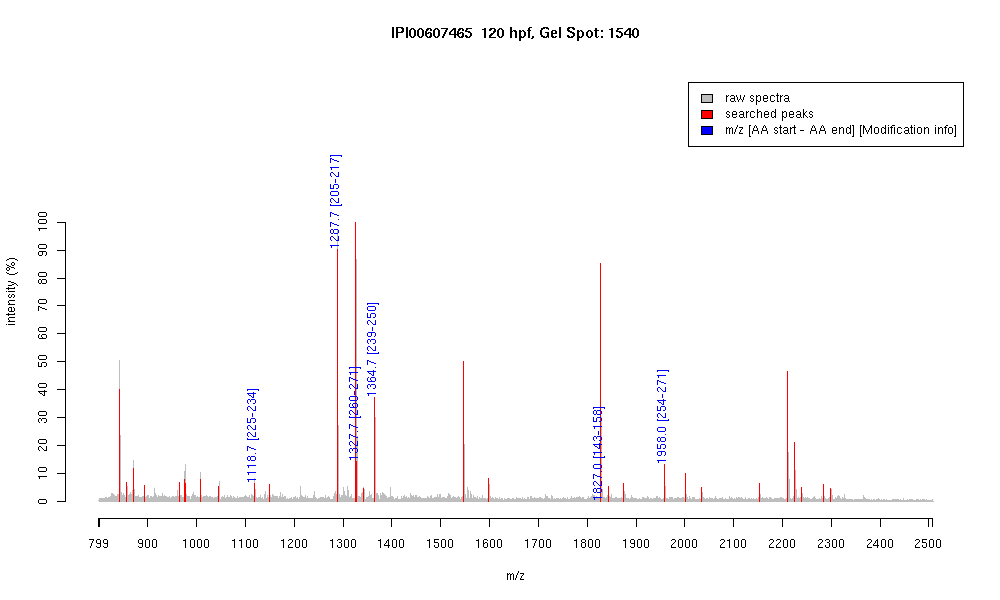 IPI00607465 120 hpf, Gel Spot: 1540
raw spectra
searched peaks
m/z [AA start - AA end] [Modification info]
intensity (%)
100
90
80
70
60
50
40
30
20
10
0
1118.7 [225-234]
1287.7 [205-217]
1327.7 [260-271]
1364.7 [239-250]
1827.0 [143-158]
1958.0 [254-271]
799 900 1000 1100 1200 1300 1400 1500 1600 1700 1800 1900 2000 2100 2200 2300 2400 2500
m/z